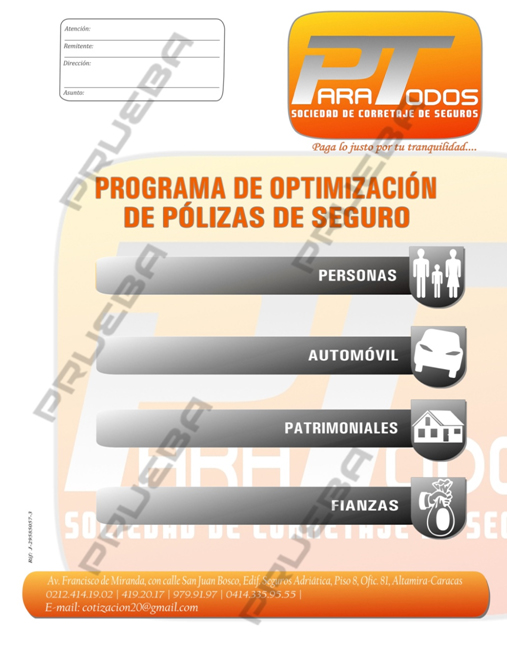 Atención:
Remitente:
Dirección:
Asunto:
PT
ARA TODOS
SOCIEDAD DE CORRETAJE DE SEGUROS
Paga lo justo por tu tranquilidad....
PROGRAMA DE OPTIMIZACIÓN
DE PÓLIZAS DE SEGURO
PERSONAS
AUTOMÓVIL
PATRIMONIALES
FIANZAS
PRUEBA
PRUEBA
PRUEBA
PRUEBA
PRUEBA
Av. Francisco de Miranda, con calle San Juan Bosco, Edif. Seguros Adriática, Piso 8, Ofic. 81, Altamira-Caracas
0212.414.19.02 | 419.20.17 | 979.91.97 | 0414.335.95.55 |
E-mail: cotizacion20@gmail.com